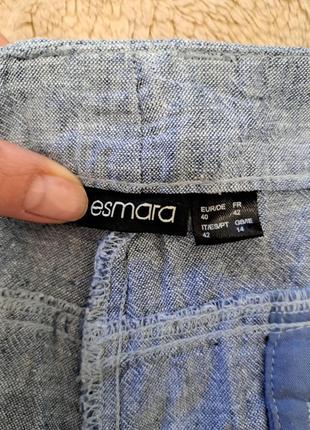 esmara
EUR/DE FR
40 42
IT/ES/PT GB/IE
42 14